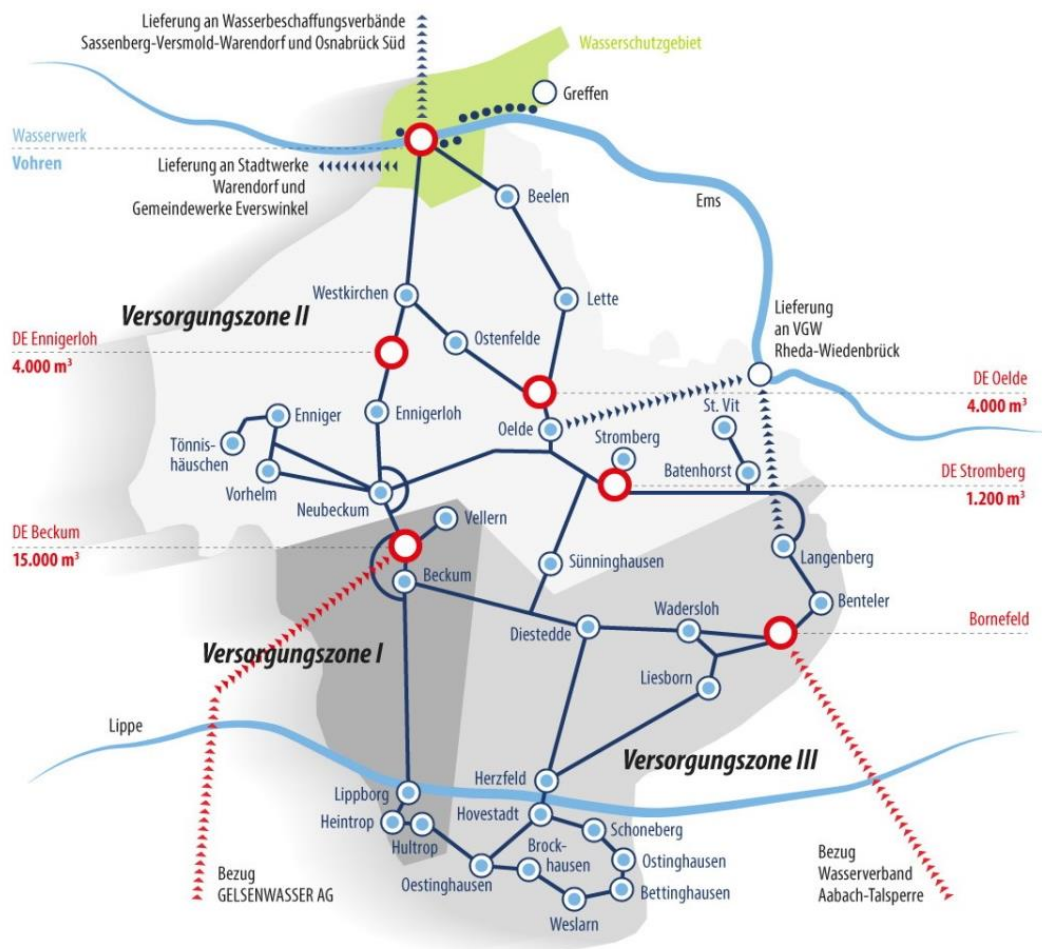 Lieferung an Wasserbeschaffungsverbände
Sassenberg-Versmold-Warendorf und Osnabrück Süd
Wasserschutzgebiet
Greffen
Wasserwerk
Vohren
Lieferung an Stadtwerke
Warendorf und
Gemeindewerke Everswinkel
Beelen
Ems
Westkirchen
Lette
Versorgungszone II
Lieferung
an VGW
Rheda-Wiedenbrück
DE Ennigerloh
4.000 m³
Ostenfelde
DE Oelde
4.000 m³
Enniger
Ennigerloh
Oelde
St. Vit
Tönnis-
häuschen
Stromberg
Vorhelm
Batenhorst
DE Stromberg
1.200 m³
Neubeckum
Vellern
DE Beckum
15.000 m³
Sünninghausen
Langenberg
Beckum
Benteler
Wadersloh
Diestedde
Bornefeld
Versorgungszone I
Liesborn
Lippe
Versorgungszone III
Herzfeld
Lippborg
Hovestadt
Heintrop
Schoneberg
Hultrop
Brock-
hausen
Ostinghausen
Oestinghausen
Bettinghausen
Weslarn
Bezug
GELSENWASSER AG
Bezug
Wasserverband
Aabach-Talsperre